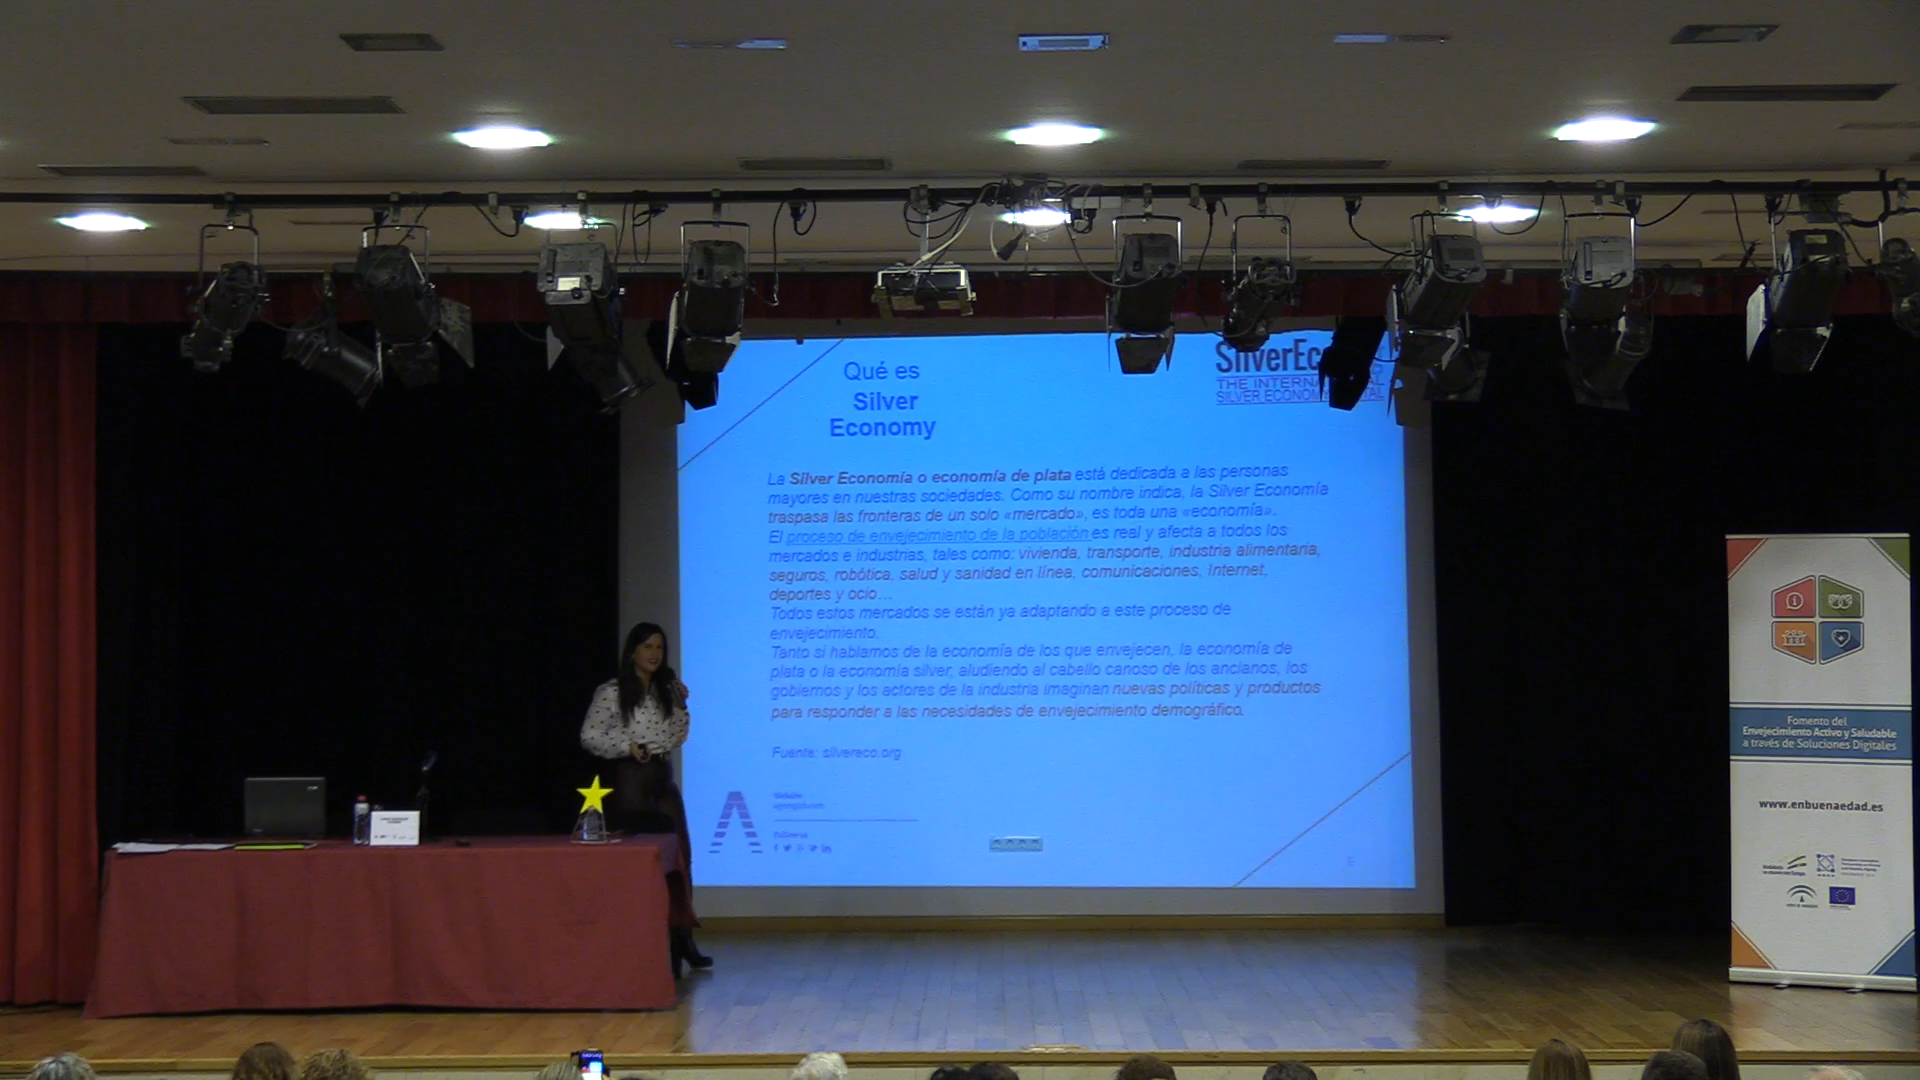 Qué es
Silver
Economy
SilverEc
THE INTERNA AL
SILVER ECONOMY TAL
La Silver Economía o economía de plata está dedicada a las personas
mayores en nuestras sociedades. Como su nombre indica, la Silver Economía
traspasa las fronteras de un solo «mercado», es toda una «economía».
El proceso de envejecimiento de la población es real y afecta a todos los
mercados e industrias, tales como: vivienda, transporte, industria alimentaria,
seguros, robótica, salud y sanidad en línea, comunicaciones, Internet,
deportes y ocio...
Todos estos mercados se están ya adaptando a este proceso de
envejecimiento.
Tanto si hablamos de la economía de los que envejecen, la economía de
plata o la economía silver, aludiendo al cabello canoso de los ancianos, los
gobiernos y los actores de la industria imaginan nuevas políticas y productos
para responder a las necesidades de envejecimiento demográfico.
Fuente: silvereco.org
Website
Follow us
Fomento del
Envejecimiento Activo y Saludable
a través de Soluciones Digitales
www.enbuenaedad.es